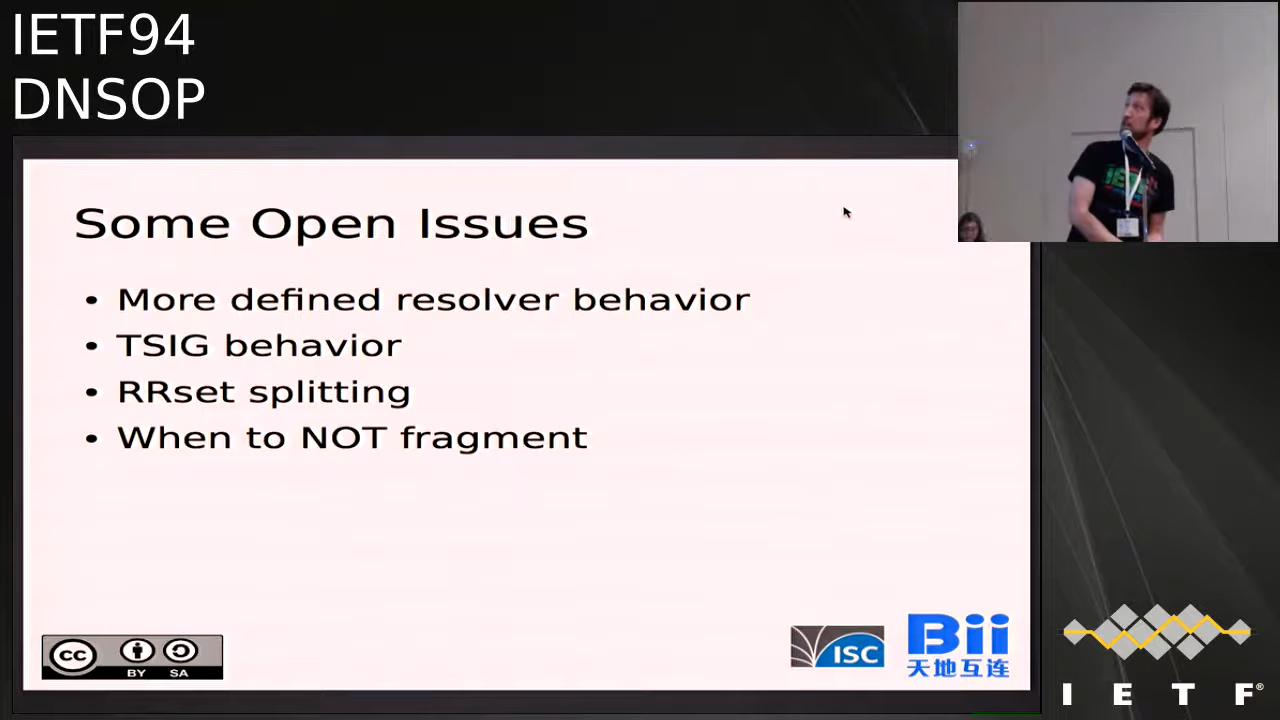 IETF94
DNSOP
Some Open Issues
• More defined resolver behavior
• TSIG behavior
• RRset splitting
• When to NOT fragment
cc
BY SA
ISC
Bii
天地互连
I E T F®